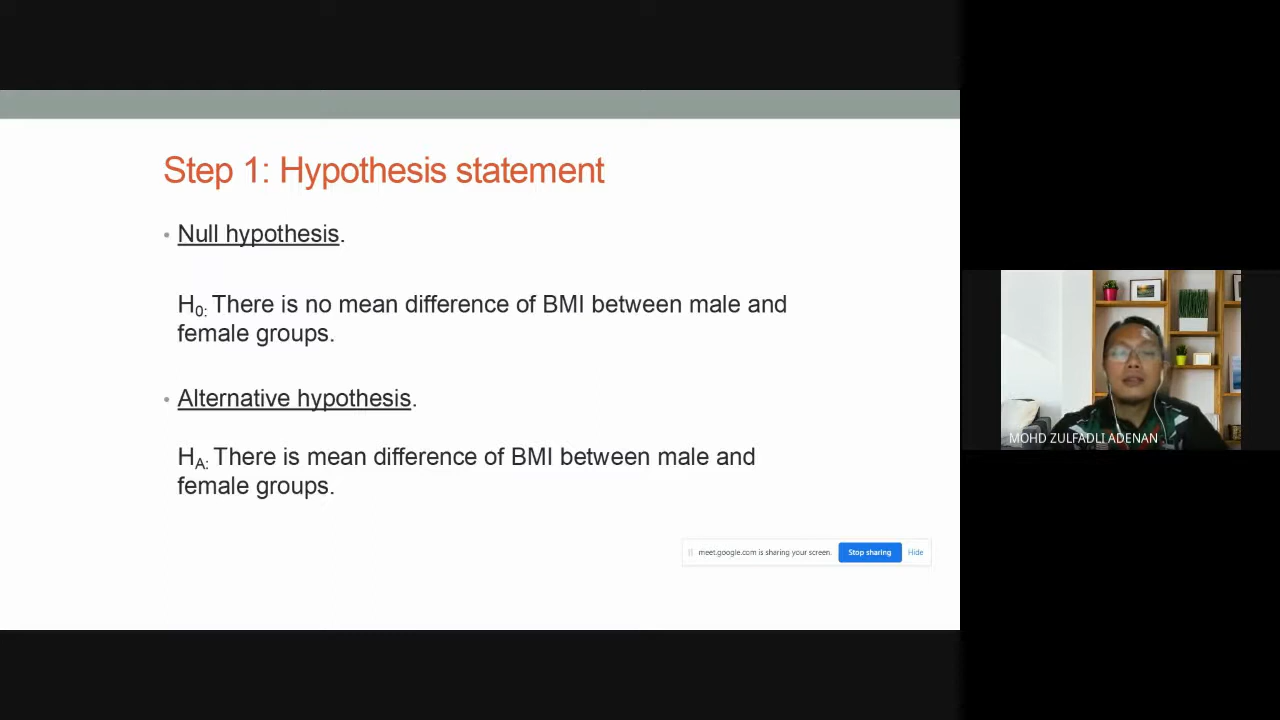 Step 1: Hypothesis statement
• Null hypothesis.
H0: There is no mean difference of BMI between male and
female groups.
• Alternative hypothesis.
HA: There is mean difference of BMI between male and
female groups.
meet.google.com is sharing your screen. Stop sharing Hide
MOHD ZULFADLI ADENAN